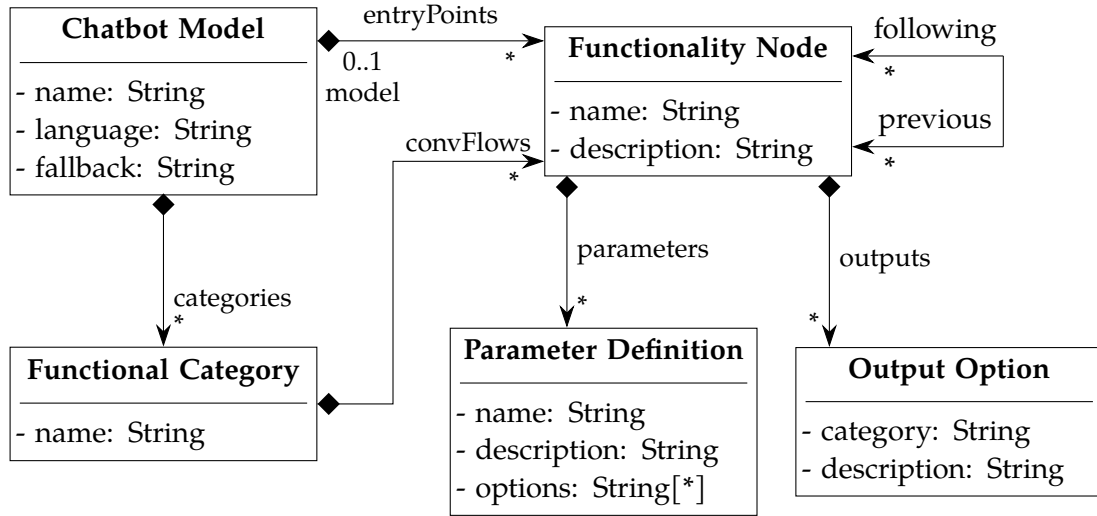 Chatbot Model
- name: String
- language: String
- fallback: String
entryPoints
*
0..1
model
Functionality Node
- name: String
- description: String
following
*
previous
*
convFlows
*
categories
*
parameters
*
outputs
*
Functional Category
- name: String
Parameter Definition
- name: String
- description: String
- options: String[*]
Output Option
- category: String
- description: String